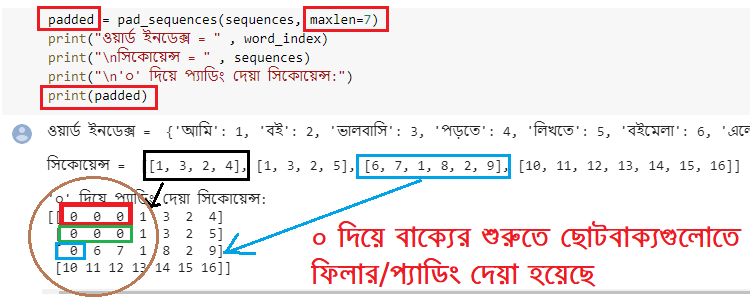 padded = pad_sequences(sequences, maxlen=7)
print("ওয়ার্ড ইনডেক্স = " , word_index)
print("\nসিকোয়েন্স = " , sequences)
print("\n'০' দিয়ে প্যাডিং দেয়া সিকোয়েন্স:")
print(padded)
ওয়ার্ড ইনডেক্স =  {'আমি': 1, 'বই': 2, 'ভালবাসি': 3, 'পড়তে': 4, 'লিখতে': 5, 'বইমেলা': 6, 'এলে
সিকোয়েন্স =  [[1, 3, 2, 4], [1, 3, 2, 5], [6, 7, 1, 8, 2, 9], [10, 11, 12, 13, 14, 15, 16]]
'০' দিয়ে প্যাডিং দেয়া সিকোয়েন্স:
[[ 0 0 0 1 3 2 4]
[ 0 0 0 1 3 2 5]
[ 0 6 7 1 8 2 9]
[10 11 12 13 14 15 16]]
০ দিয়ে বাক্যের শুরুতে ছোটবাক্যগুলোতে
ফিলার/প্যাডিং দেয়া হয়েছে